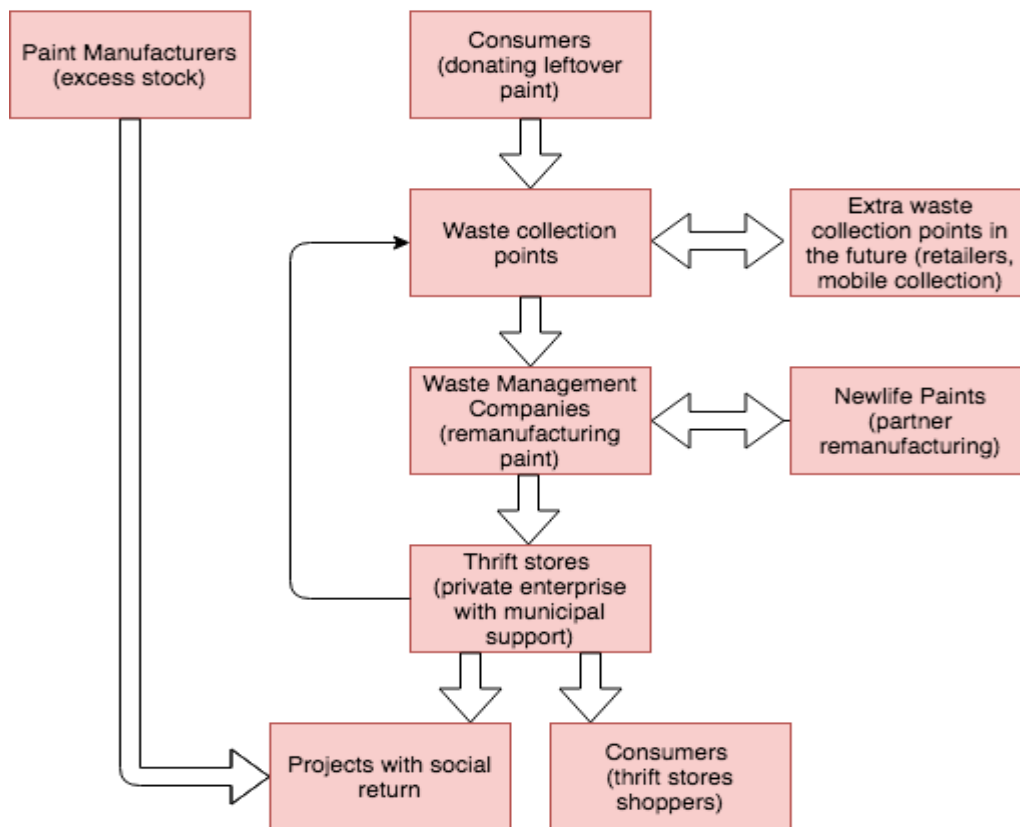 Paint Manufacturers
(excess stock)
Consumers
(donating leftover
paint)
Waste collection
points
Extra waste
collection points in
the future (retailers,
mobile collection)
Waste Management
Companies
(remanufacturing
paint)
Newlife Paints
(partner
remanufacturing)
Thrift stores
(private enterprise
with municipal
support)
Projects with social
return
Consumers
(thrift stores
shoppers)